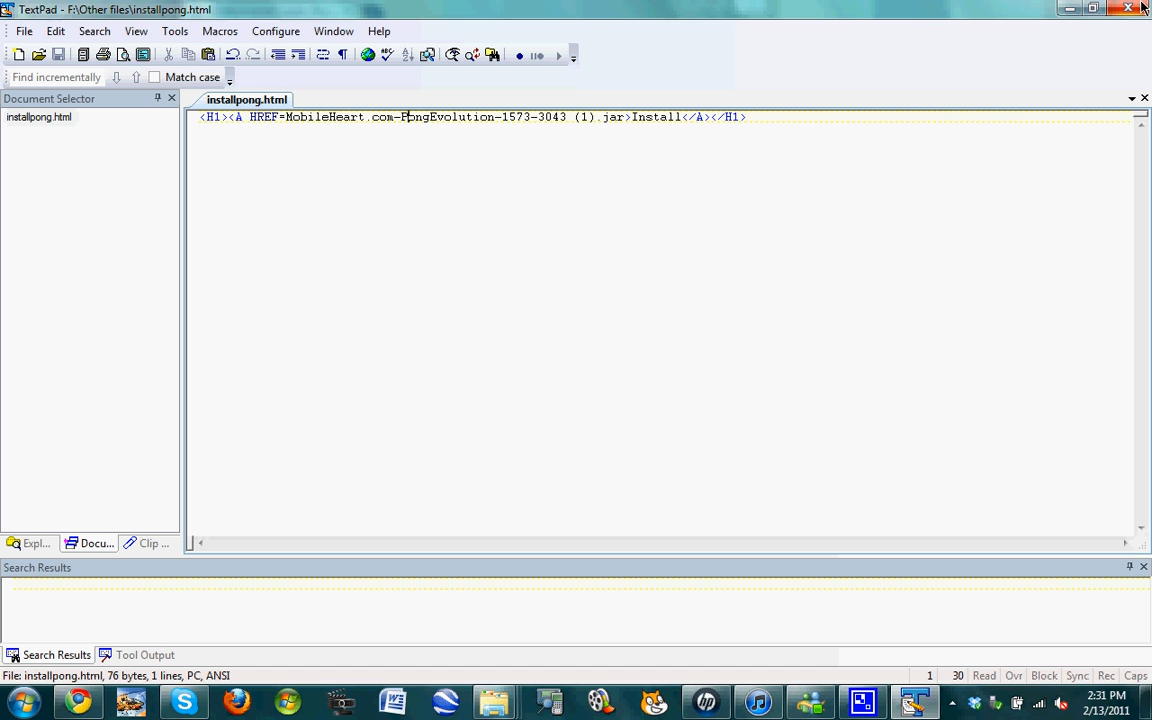 TextPad - F:\Other files\installpong.html
File Edit Search View Tools Macros Configure Window Help
Find incrementally Match case
Document Selector
installpong.html
installpong.html
<H1><A HREF=MobileHeart.com-PongEvolution-1573-3043 (1).jar>Install</A></H1>
Expl... Docu... Clip ...
Search Results
Search Results Tool Output
File: installpong.html, 76 bytes, 1 lines, PC, ANSI 1 30 Read Ovr Block Sync Rec Caps
2:31 PM
2/13/2011